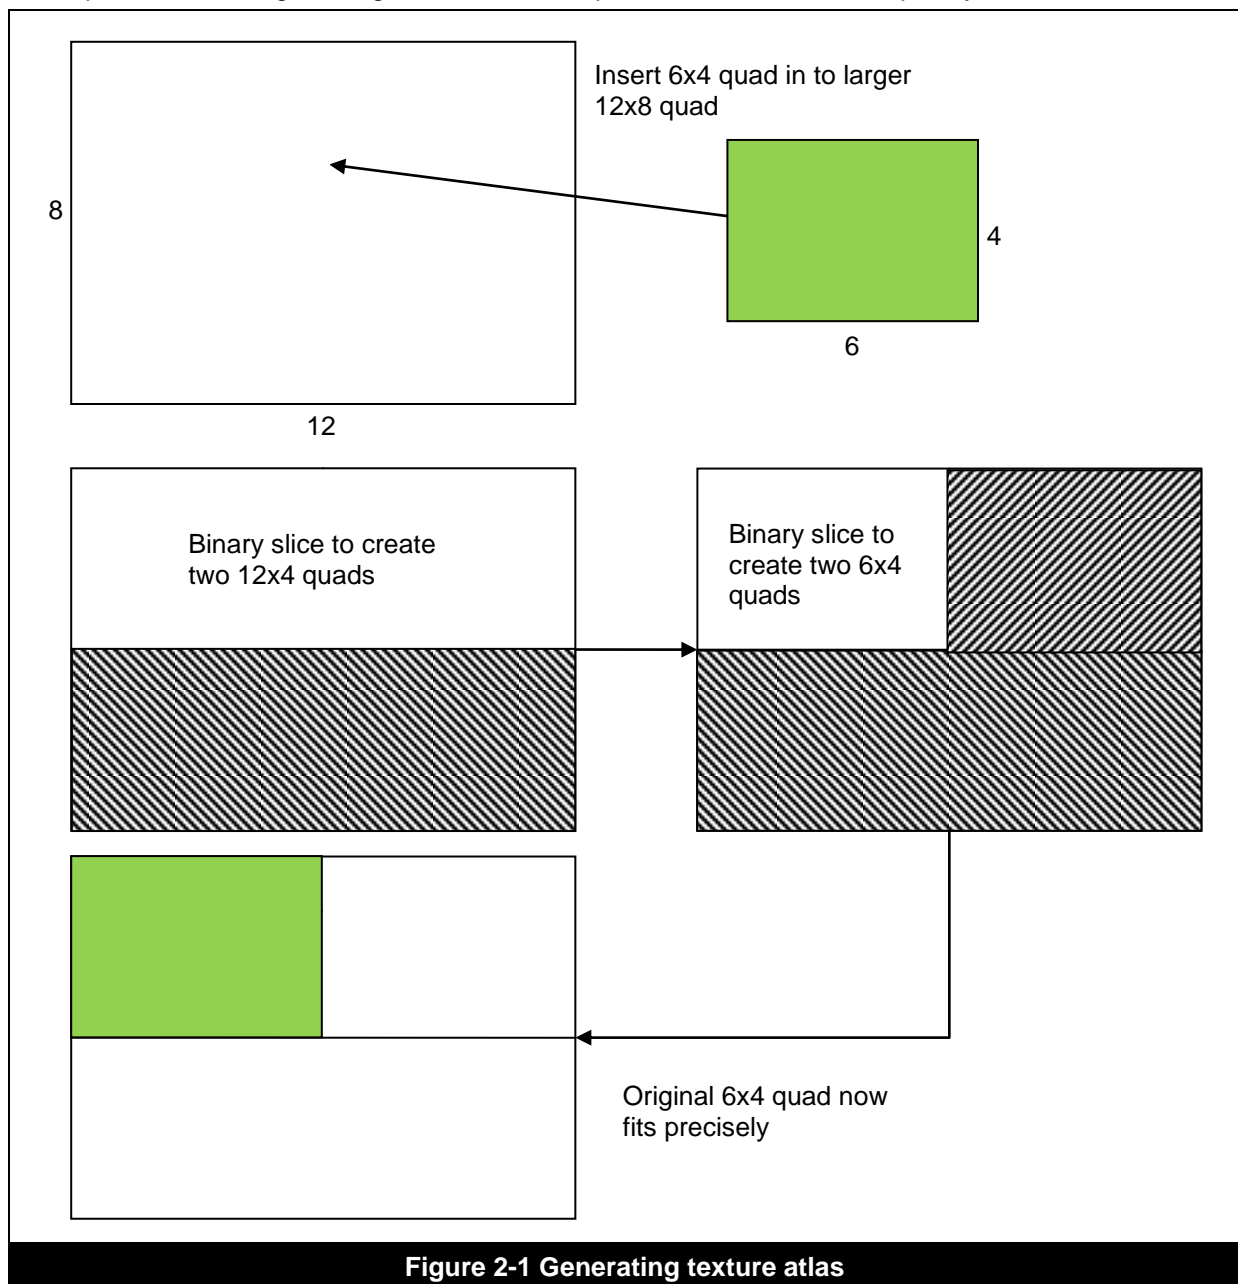 Insert 6x4 quad in to larger
12x8 quad
8
4
6
12
Binary slice to create
two 12x4 quads
Binary slice to
create two 6x4
quads
Original 6x4 quad now
fits precisely
Figure 2-1 Generating texture atlas